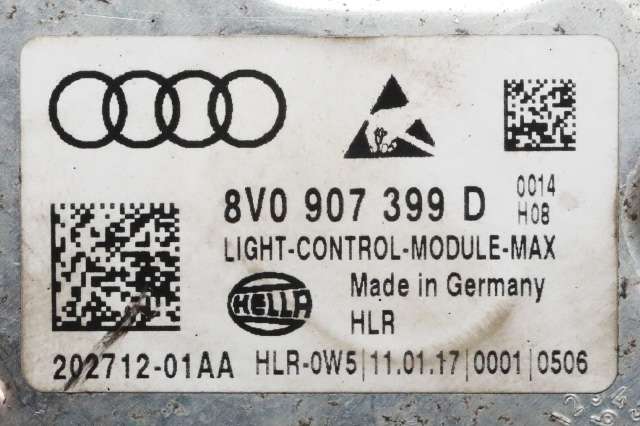 8V0 907 399 D
0014
H08
LIGHT-CONTROL-MODULE-MAX
HELLA
Made in Germany
HLR
202712-01AA HLR-0W5|11.01.17|0001|0506